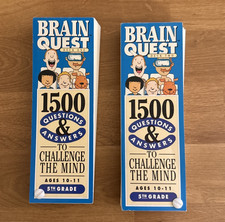 BRAIN
QUEST
1500
QUESTIONS
&
ANSWERS
TO
CHALLENGE
THE MIND
AGES 10-11
5TH GRADE
BRAIN
QUEST
1500
QUESTIONS
&
ANSWERS
TO
CHALLENGE
THE MIND
AGES 10-11
5TH GRADE